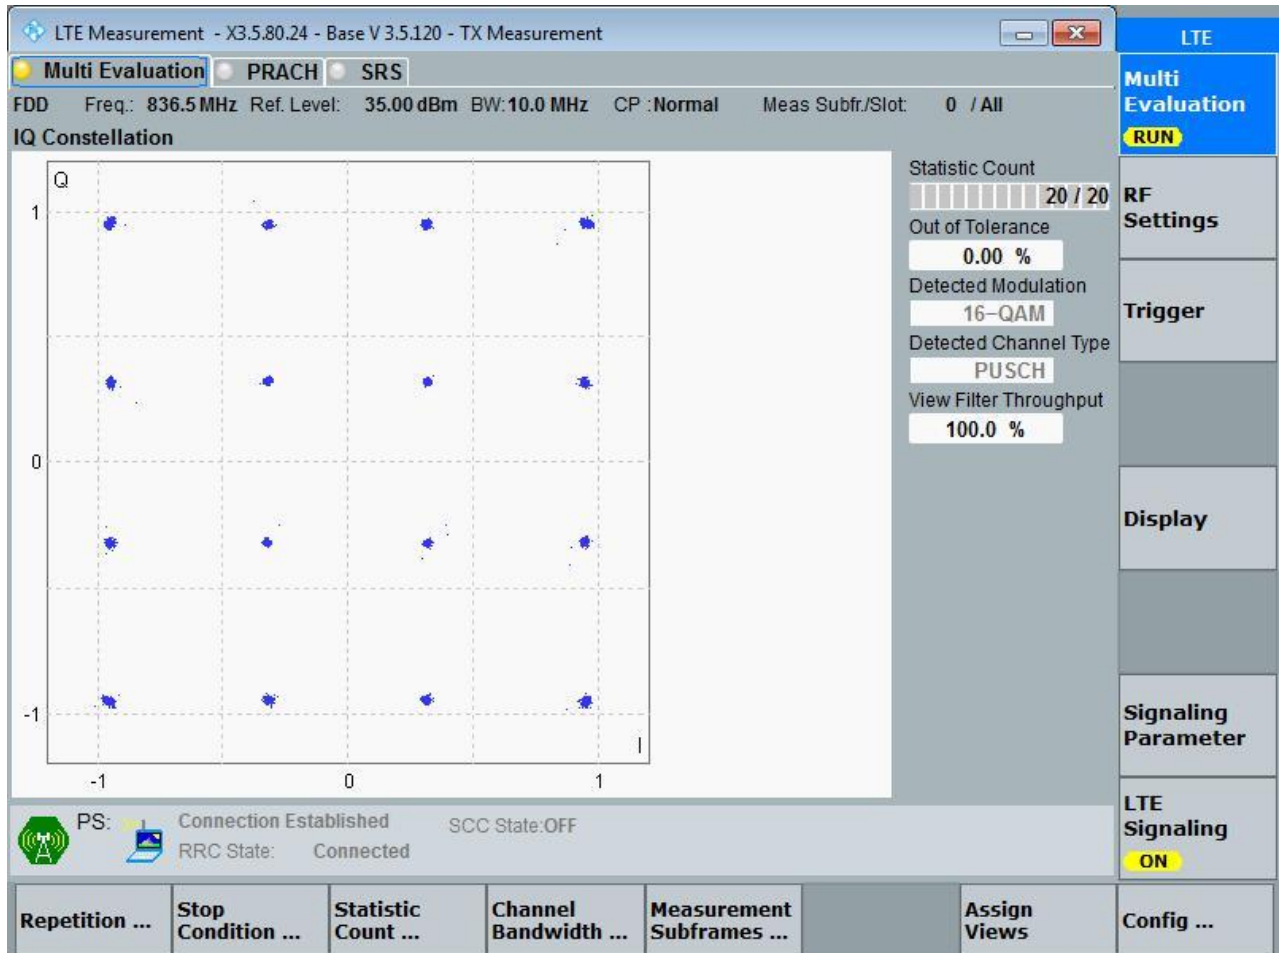 LTE Measurement - X3.5.80.24 - Base V 3.5.120 - TX Measurement
LTE
Multi Evaluation PRACH SRS
FDD Freq.: 836.5 MHz Ref. Level: 35.00 dBm BW: 10.0 MHz CP :Normal Meas Subfr./Slot: 0 / All
IQ Constellation
Multi
Evaluation
RUN
Q
1
0
-1
I
-1 0 1
Statistic Count
20 / 20
Out of Tolerance
0.00 %
Detected Modulation
16-QAM
Detected Channel Type
PUSCH
View Filter Throughput
100.0 %
RF
Settings
Trigger
Display
Signaling
Parameter
LTE
Signaling
ON
PS: Connection Established SCC State:OFF
RRC State: Connected
Repetition ...
Stop
Condition ...
Statistic
Count ...
Channel
Bandwidth ...
Measurement
Subframes ...
Assign
Views
Config ...